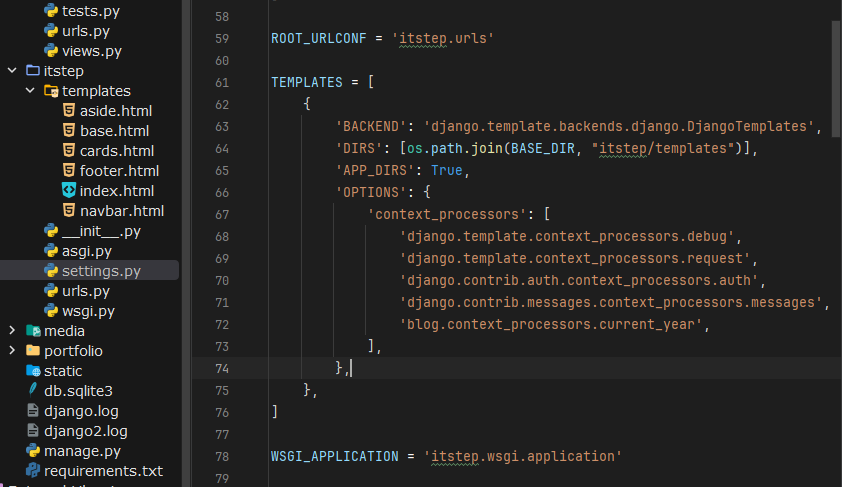 tests.py
urls.py
views.py
itstep
templates
aside.html
base.html
cards.html
footer.html
index.html
navbar.html
__init__.py
asgi.py
settings.py
urls.py
wsgi.py
media
portfolio
static
db.sqlite3
django.log
django2.log
manage.py
requirements.txt
58
59 ROOT_URLCONF = 'itstep.urls'
60
61 TEMPLATES = [
62 {
63 'BACKEND': 'django.template.backends.django.DjangoTemplates',
64 'DIRS': [os.path.join(BASE_DIR, "itstep/templates")],
65 'APP_DIRS': True,
66 'OPTIONS': {
67 'context_processors': [
68 'django.template.context_processors.debug',
69 'django.template.context_processors.request',
70 'django.contrib.auth.context_processors.auth',
71 'django.contrib.messages.context_processors.messages',
72 'blog.context_processors.current_year',
73 ],
74 },
75 },
76 ]
77
78 WSGI_APPLICATION = 'itstep.wsgi.application'
79